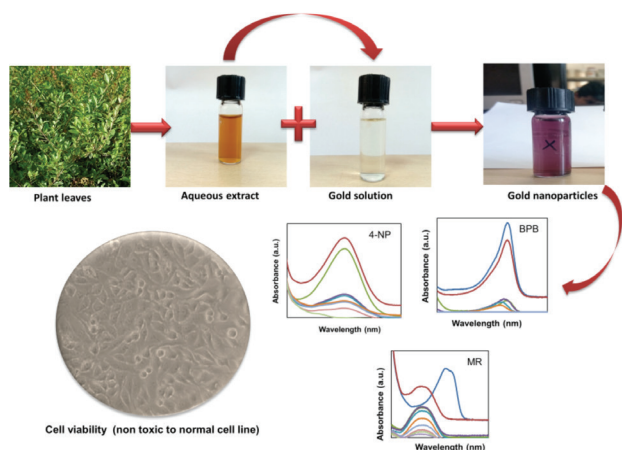 Plant leaves
Aqueous extract
Gold solution
X
Gold nanoparticles
4-NP
Absorbance (a.u.)
Wavelength (nm)
BPB
Absorbance (a.u.)
Wavelength (nm)
MR
Absorbance (a.u.)
Wavelength (nm)
Cell viability (non toxic to normal cell line)